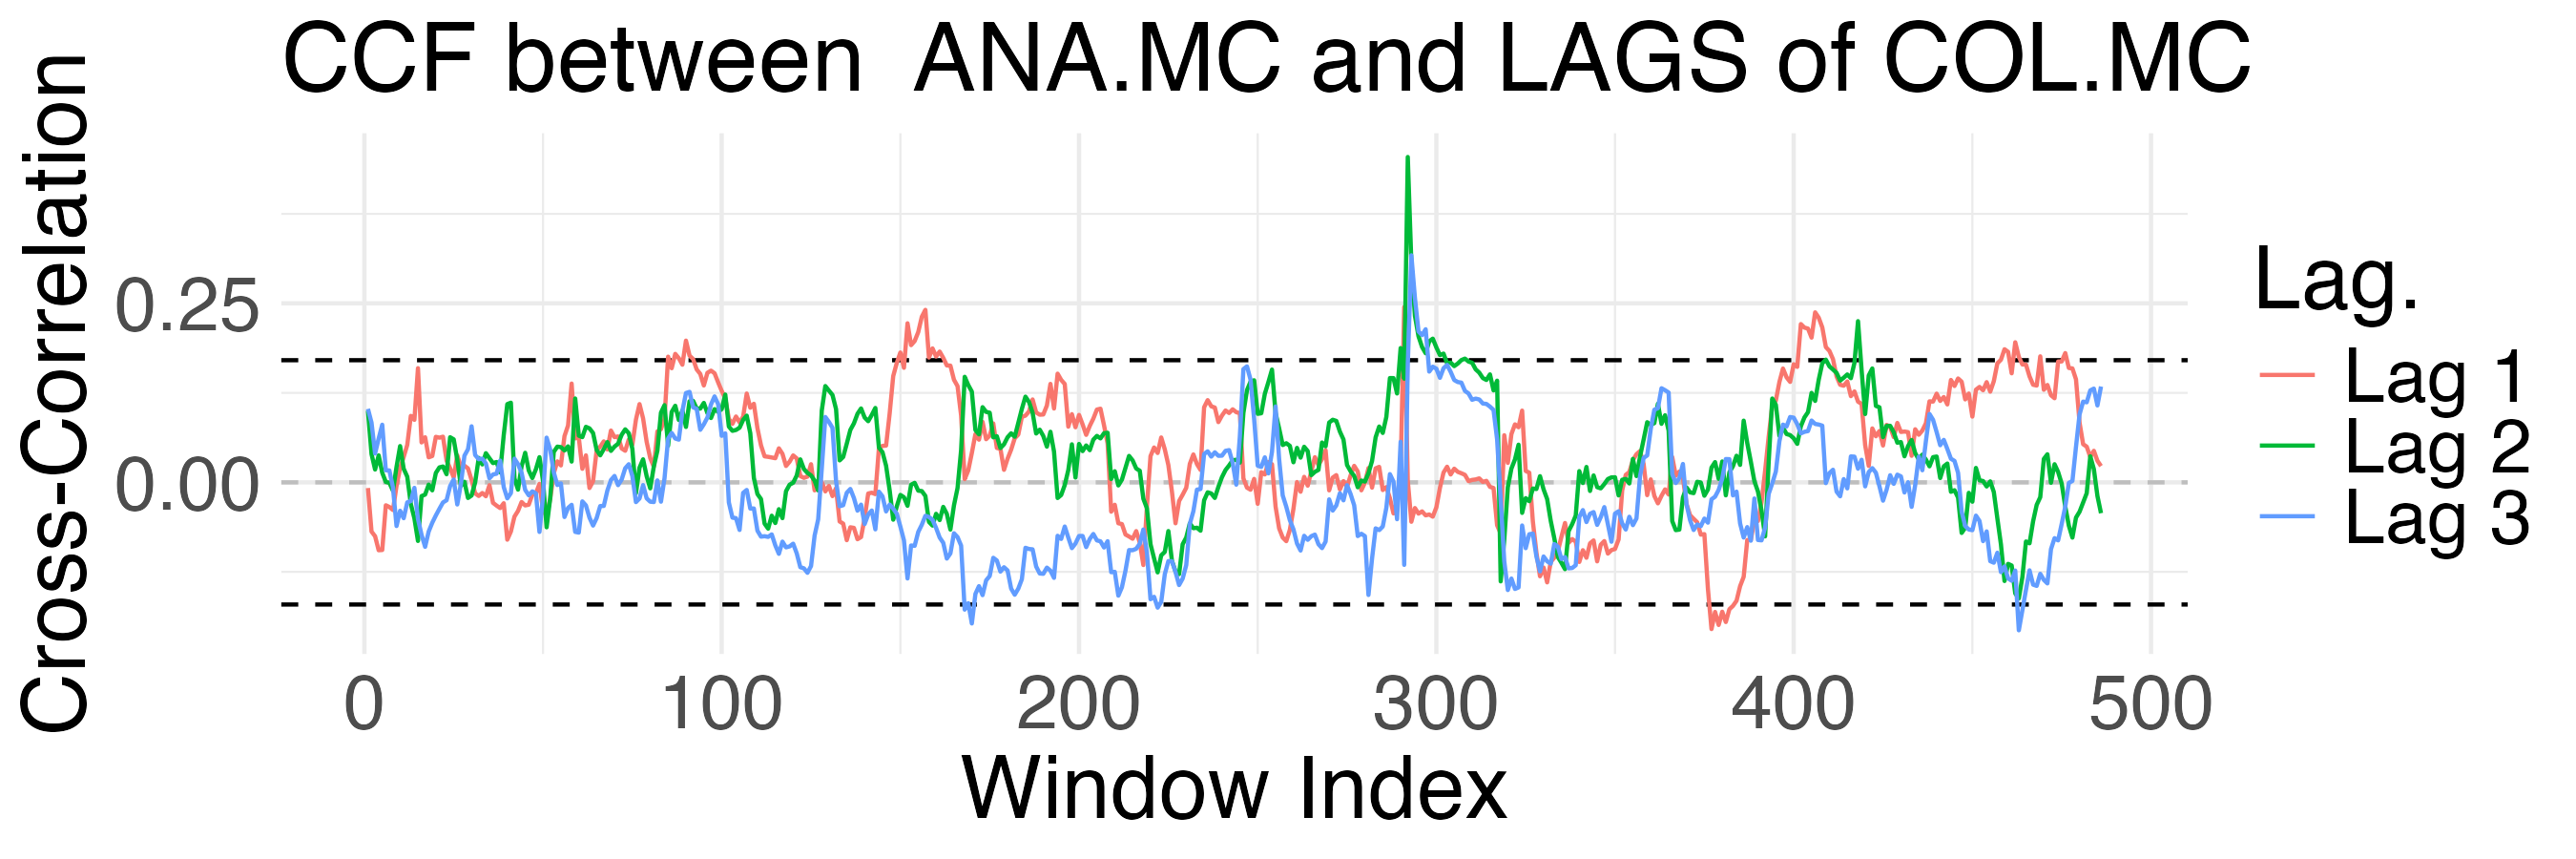 CCF between  ANA.MC and LAGS of COL.MC
Cross-Correlation
0.25
0.00
0 100 200 300 400 500
Window Index
Lag.
Lag 1
Lag 2
Lag 3